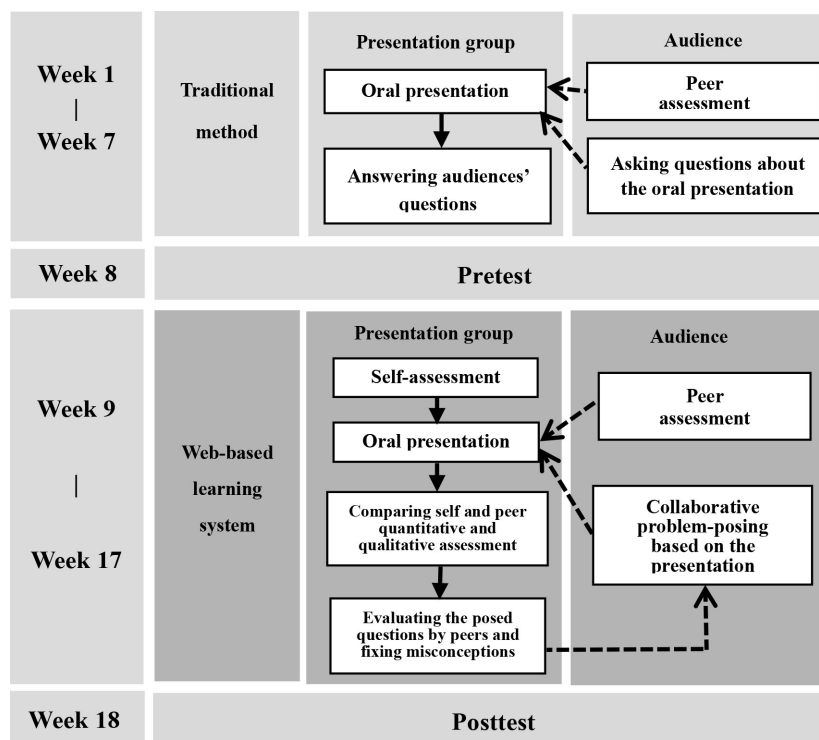 Week 1
|
Week 7
Traditional
method
Presentation group
Oral presentation
Answering audiences’
questions
Audience
Peer
assessment
Asking questions about
the oral presentation
Week 8
Pretest
Week 9
|
Week 17
Web-based
learning
system
Presentation group
Self-assessment
Oral presentation
Comparing self and peer
quantitative and
qualitative assessment
Evaluating the posed
questions by peers and
fixing misconceptions
Audience
Peer
assessment
Collaborative
problem-posing
based on the
presentation
Week 18
Posttest